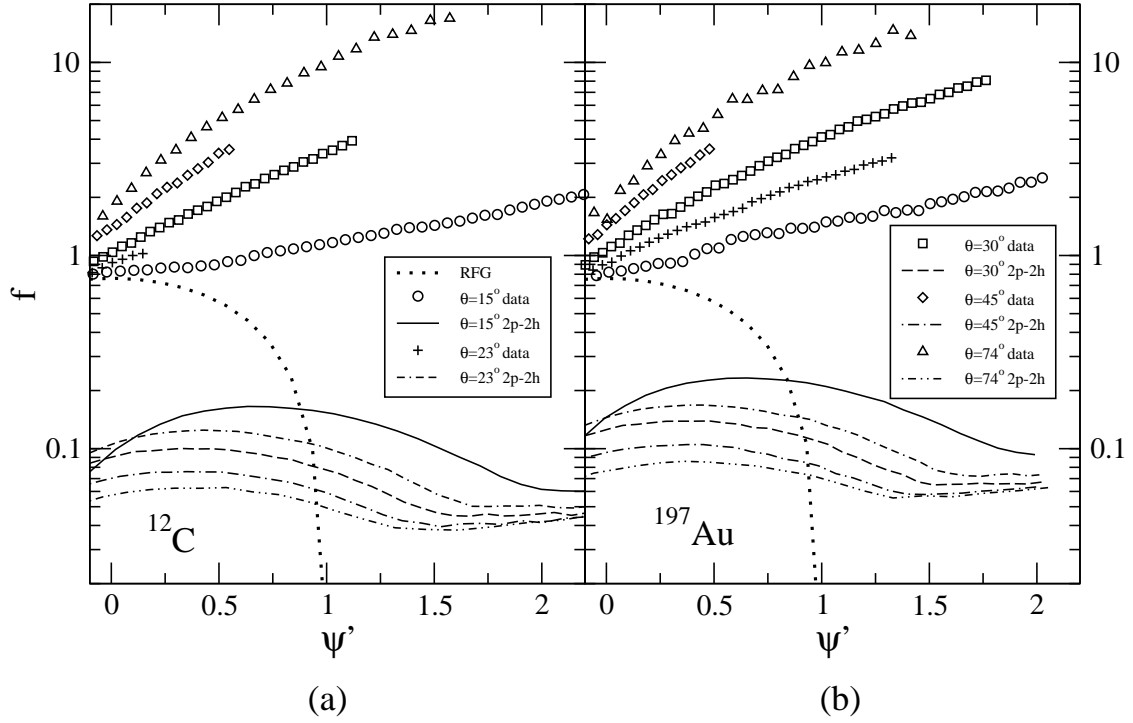 10
1
0.1
f
RFG
θ=15° data
θ=15° 2p-2h
θ=23° data
θ=23° 2p-2h
¹²C
0 0.5 1 1.5 2
ψ’
(a)
θ=30° data
θ=30° 2p-2h
θ=45° data
θ=45° 2p-2h
θ=74° data
θ=74° 2p-2h
¹⁹⁷Au
10
1
0.1
0 0.5 1 1.5 2
ψ’
(b)